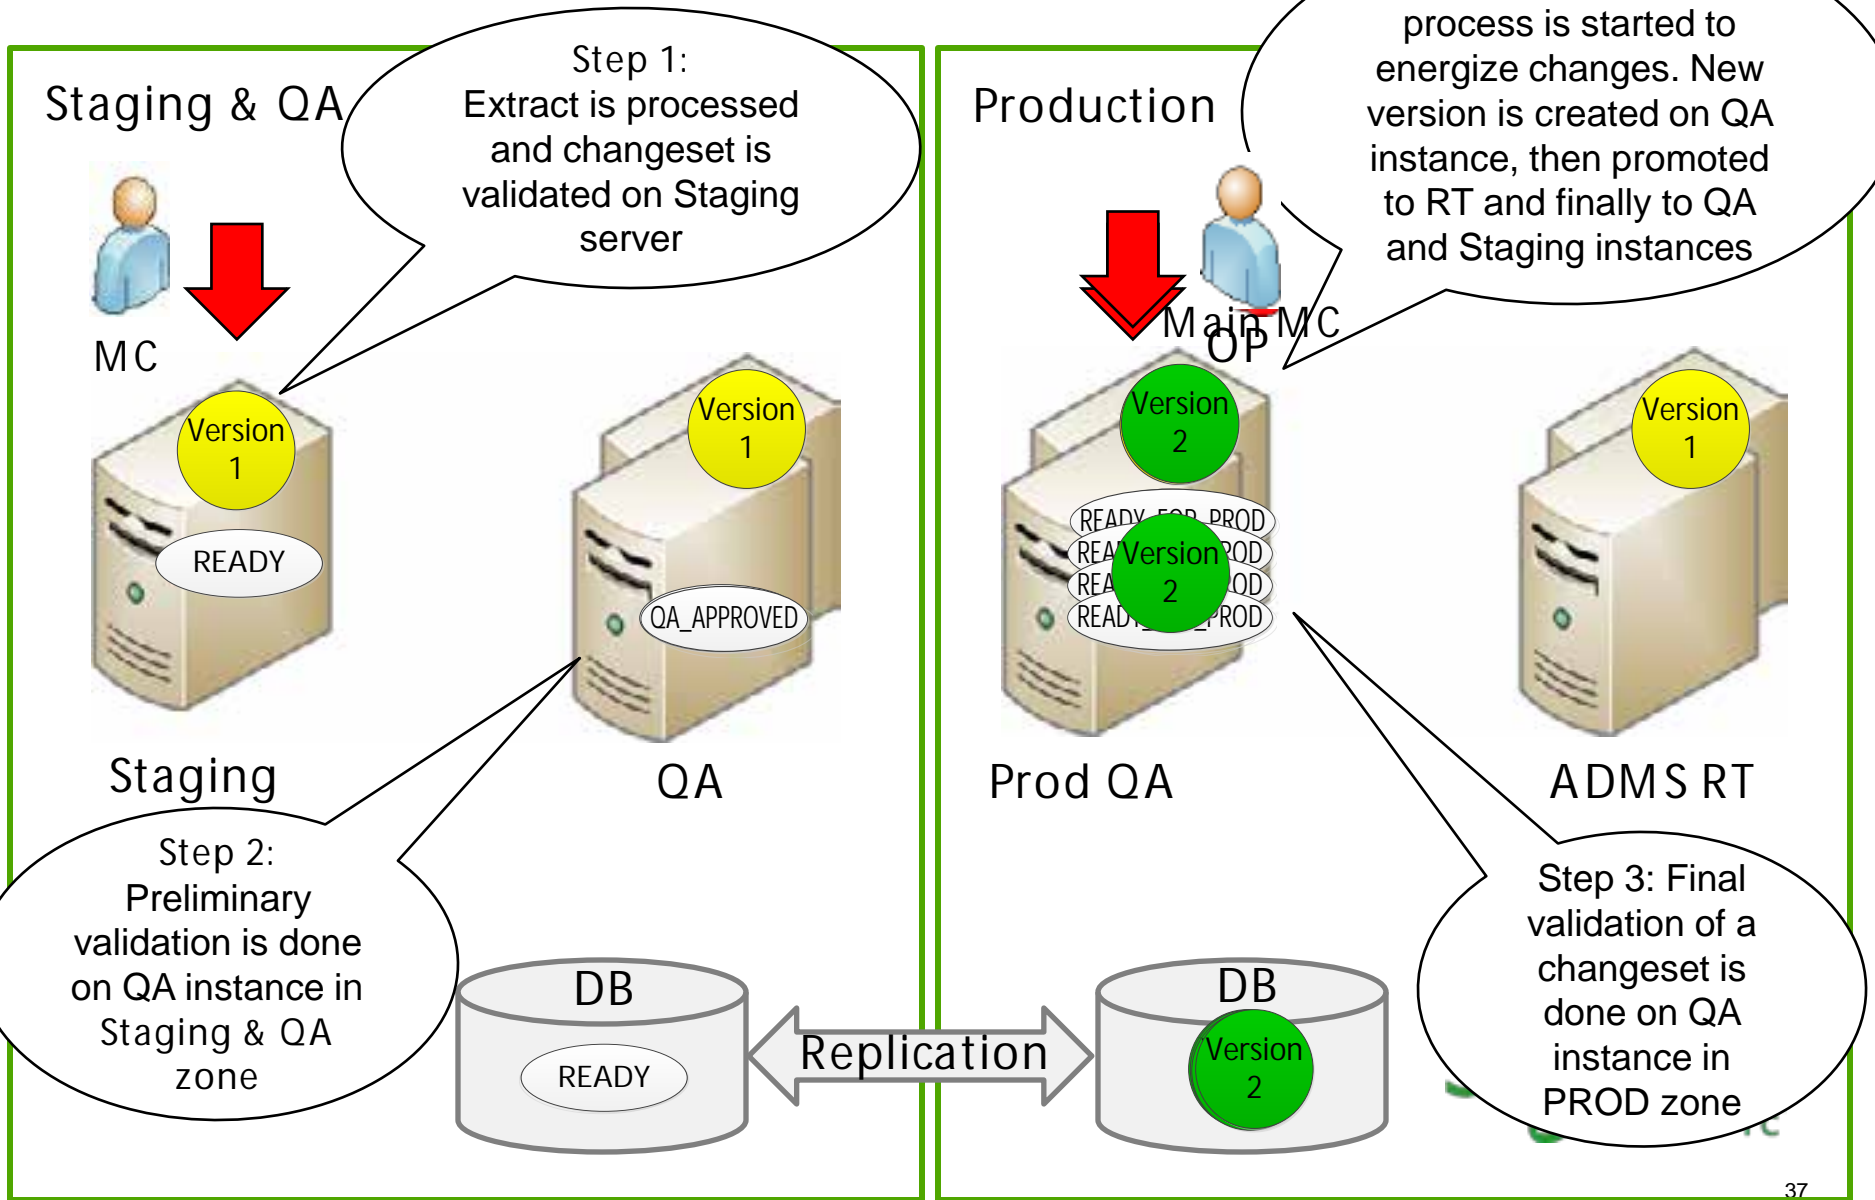 Staging & QA
Step 1:
Extract is processed
and changeset is
validated on Staging
server
MC
Version
1
READY
Version
1
QA_APPROVED
Staging
QA
Step 2:
Preliminary
validation is done
on QA instance in
Staging & QA
zone
DB
READY
Replication
Production
process is started to
energize changes. New
version is created on QA
instance, then promoted
to RT and finally to QA
and Staging instances
Main MC
OP
Version
2
READY_FOR_PROD
Version
2
Version
1
Prod QA
ADMS RT
Step 3: Final
validation of a
changeset is
done on QA
instance in
PROD zone
DB
Version
2
37